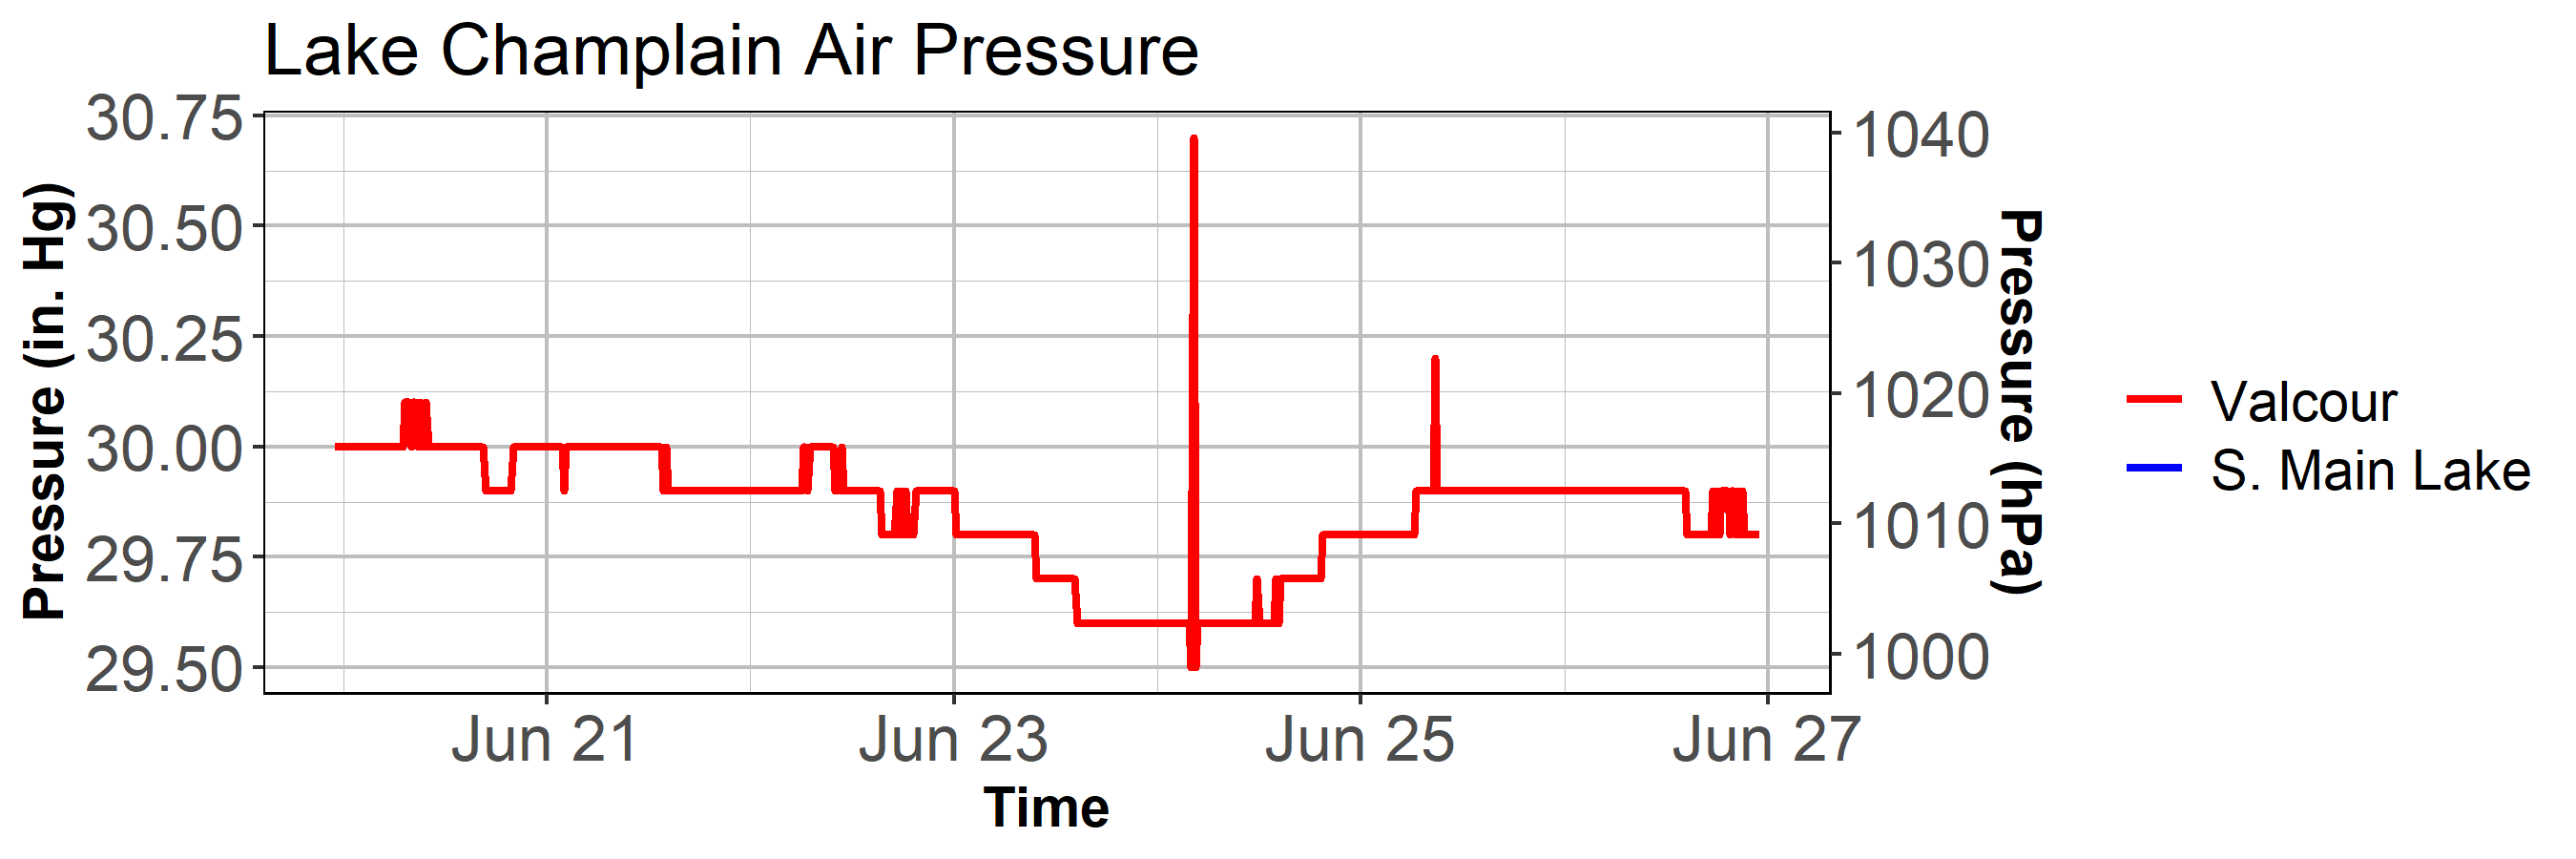 Lake Champlain Air Pressure
Pressure (in. Hg)
30.75
30.50
30.25
30.00
29.75
29.50
1040
1030
1020
1010
1000
Pressure (hPa)
Jun 21
Jun 23
Jun 25
Jun 27
Time
Valcour
S. Main Lake